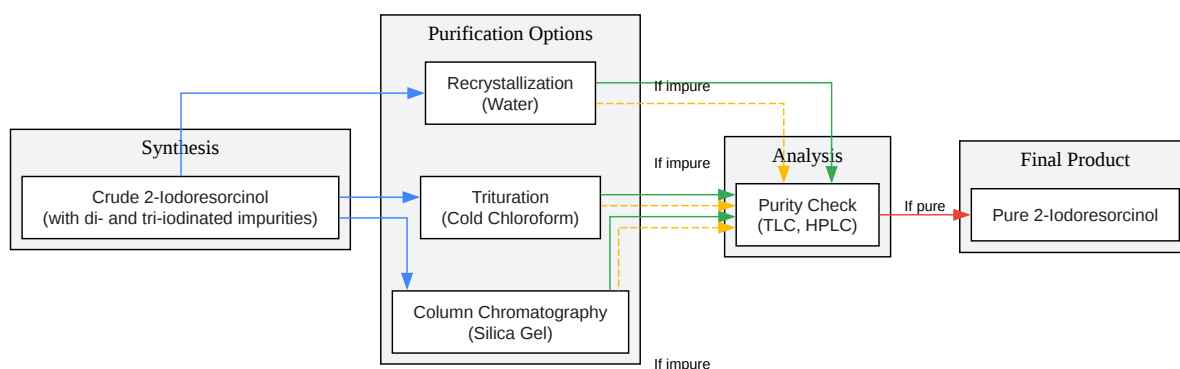 Purification Options
Recrystallization
(Water)
If impure
Synthesis
Crude 2-Iodoresorcinol
(with di- and tri-iodinated impurities)
Trituration
(Cold Chloroform)
If impure
Column Chromatography
(Silica Gel)
If impure
Analysis
Purity Check
(TLC, HPLC)
If pure
Final Product
Pure 2-Iodoresorcinol